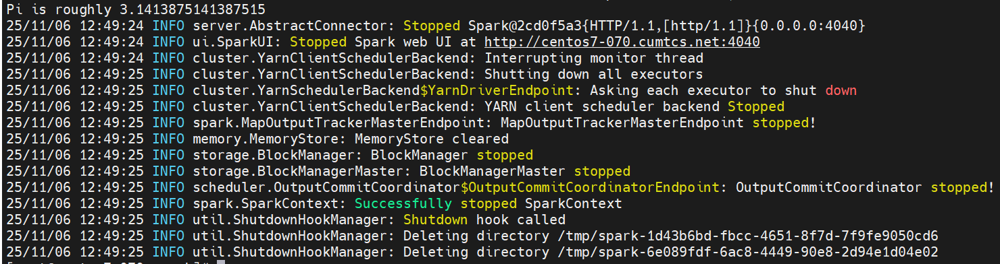 Pi is roughly 3.1413875141387515
25/11/06 12:49:24 INFO server.AbstractConnector: Stopped Spark@2cd0f5a3{HTTP/1.1,[http/1.1]}{0.0.0.0:4040}
25/11/06 12:49:24 INFO ui.SparkUI: Stopped Spark web UI at http://centos7-070.cumtcs.net:4040
25/11/06 12:49:24 INFO cluster.YarnClientSchedulerBackend: Interrupting monitor thread
25/11/06 12:49:24 INFO cluster.YarnClientSchedulerBackend: Shutting down all executors
25/11/06 12:49:24 INFO cluster.YarnSchedulerBackend$YarnDriverEndpoint: Asking each executor to shut down
25/11/06 12:49:24 INFO cluster.YarnClientSchedulerBackend: YARN client scheduler backend Stopped
25/11/06 12:49:25 INFO spark.MapOutputTrackerMasterEndpoint: MapOutputTrackerMasterEndpoint stopped!
25/11/06 12:49:25 INFO memory.MemoryStore: MemoryStore cleared
25/11/06 12:49:25 INFO storage.BlockManager: BlockManager stopped
25/11/06 12:49:25 INFO storage.BlockManagerMaster: BlockManagerMaster stopped
25/11/06 12:49:25 INFO scheduler.OutputCommitCoordinator$OutputCommitCoordinatorEndpoint: OutputCommitCoordinator stopped!
25/11/06 12:49:25 INFO spark.SparkContext: Successfully stopped SparkContext
25/11/06 12:49:25 INFO util.ShutdownHookManager: Shutdown hook called
25/11/06 12:49:25 INFO util.ShutdownHookManager: Deleting directory /tmp/spark-1d43b6bd-fbcc-4651-8f7d-7f9fe9050cd6
25/11/06 12:49:25 INFO util.ShutdownHookManager: Deleting directory /tmp/spark-6e089fdf-6ac8-4449-90e8-2d94e1d04e02